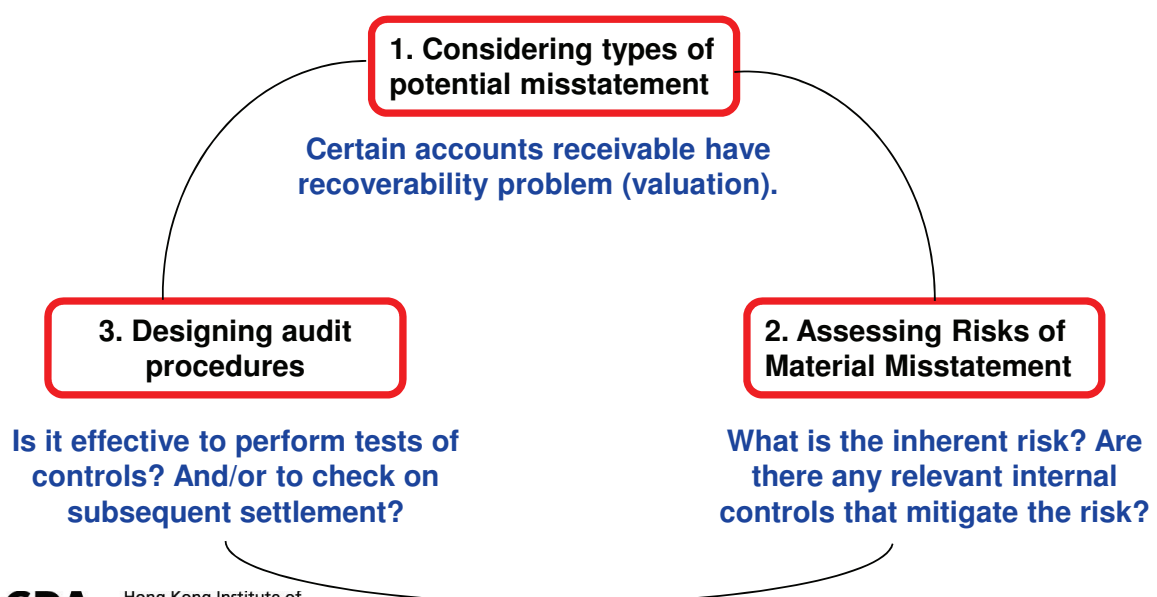 1. Considering types of
potential misstatement
Certain accounts receivable have
recoverability problem (valuation).
3. Designing audit
procedures
2. Assessing Risks of
Material Misstatement
Is it effective to perform tests of
controls? And/or to check on
subsequent settlement?
What is the inherent risk? Are
there any relevant internal
controls that mitigate the risk?
Hong Kong Institute of